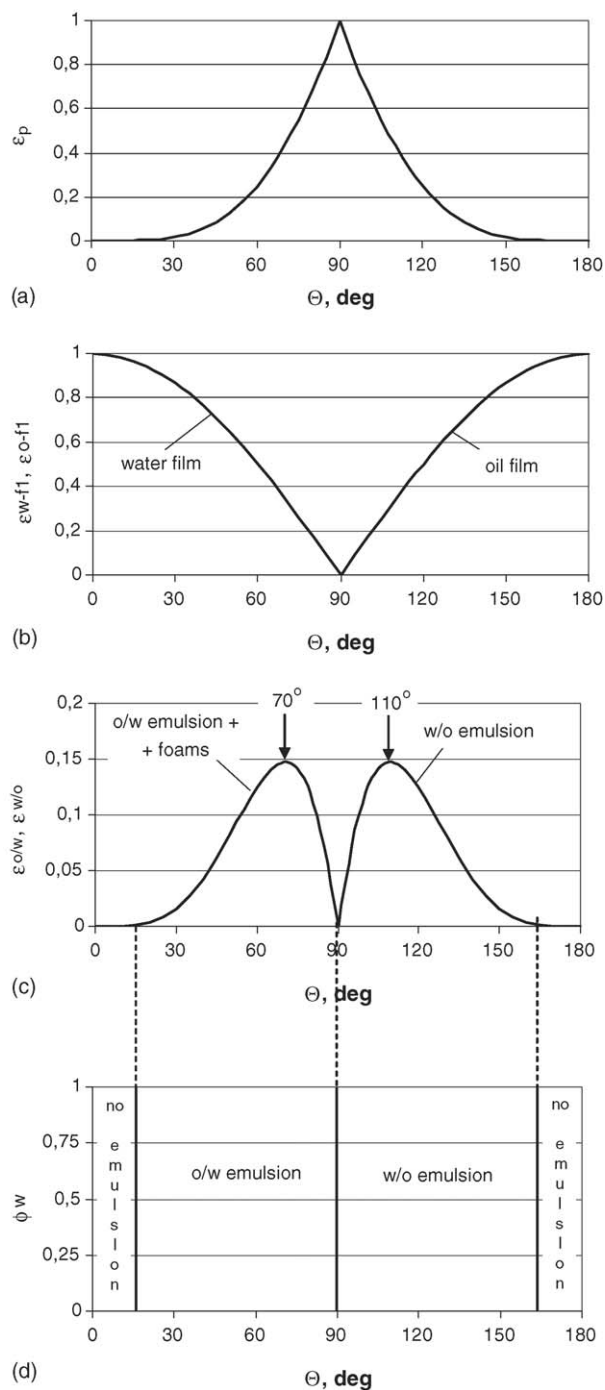 1
0,8
0,6
0,4
0,2
0
εp
0 30 60 90 120 150 180
(a)
Θ, deg
1
0,8
0,6
0,4
0,2
0
εw-f1, εo-f1
water film
oil film
0 30 60 90 120 150 180
(b)
Θ, deg
0,2
0,15
0,1
0,05
0
εo/w, εw/o
70°
110°
o/w emulsion +
+ foams
w/o emulsion
0 30 60 90 120 150 180
(c)
Θ, deg
1
0,75
0,5
0,25
0
ϕw
no
emulsIon
o/w emulsion
w/o emulsion
no
emulsIon
0 30 60 90 120 150 180
(d)
Θ, deg